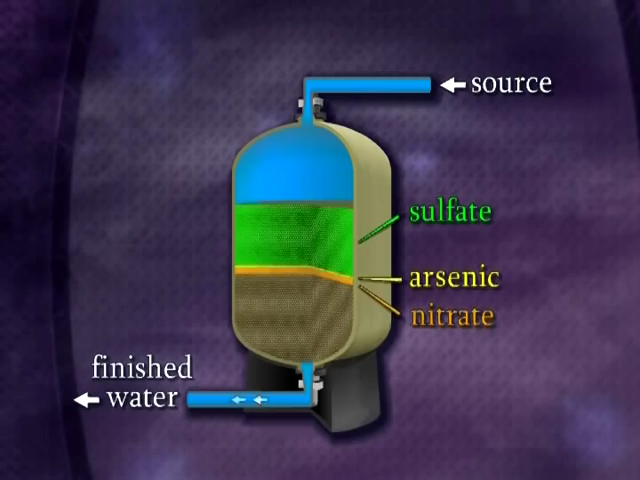 source
sulfate
arsenic
nitrate
finished
water